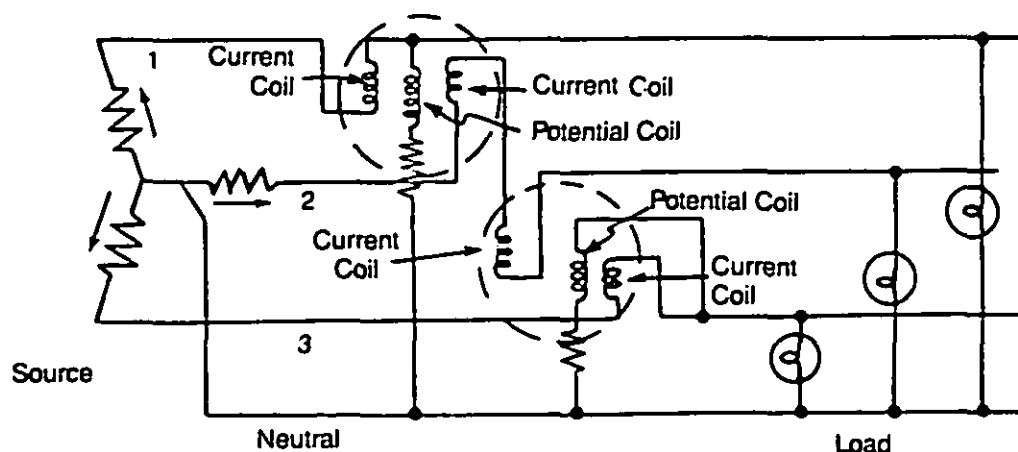 1
Current
Coil
Current Coil
Potential Coil
2
Potential Coil
Current
Coil
Current
Coil
3
Source
Neutral
Load